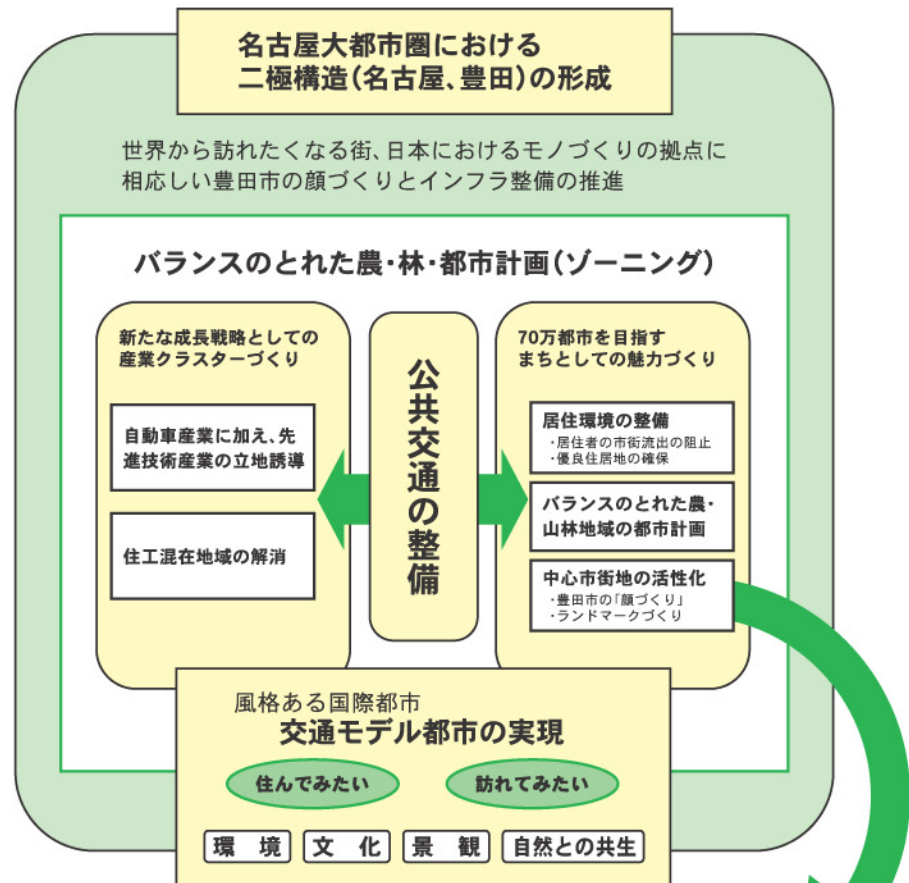 名古屋大都市圏における
二極構造(名古屋、豊田)の形成
世界から訪れたくなる街、日本におけるモノづくりの拠点に
相応しい豊田市の顔づくりとインフラ整備の推進
バランスのとれた農・林・都市計画(ゾーニング)
新たな成長戦略としての
産業クラスターづくり
自動車産業に加え、先
進技術産業の立地誘導
住工混在地域の解消
公共交通の整備
70万都市を目指す
まちとしての魅力づくり
居住環境の整備
・居住者の市街流出の阻止
・優良住居地の確保
バランスのとれた農・
山林地域の都市計画
中心市街地の活性化
・豊田市の「顔づくり」
・ランドマークづくり
風格ある国際都市
交通モデル都市の実現
住んでみたい
訪れてみたい
環 境
文 化
景 観
自然との共生